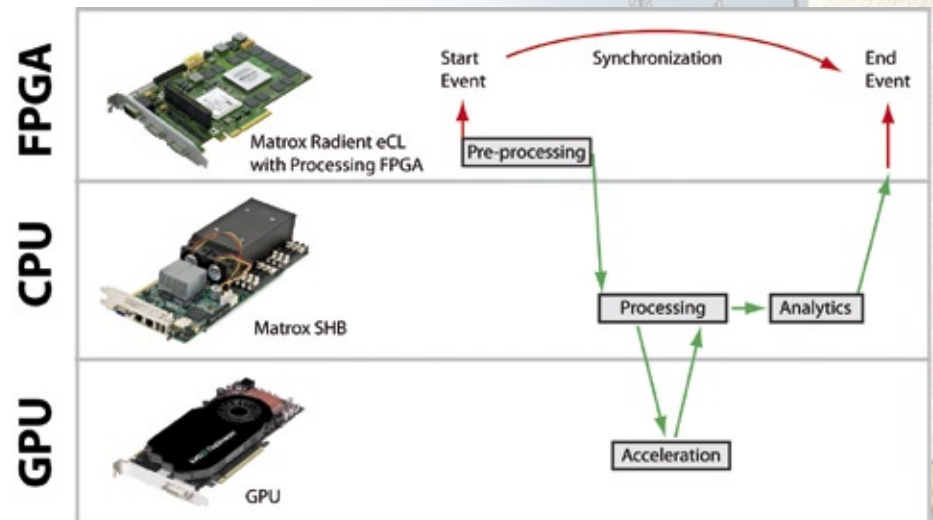 FPGA
Matrox Radient eCL
with Processing FPGA
Start
Event
Synchronization
End
Event
Pre-processing
CPU
Matrox SHB
Processing
Analytics
GPU
GPU
Acceleration